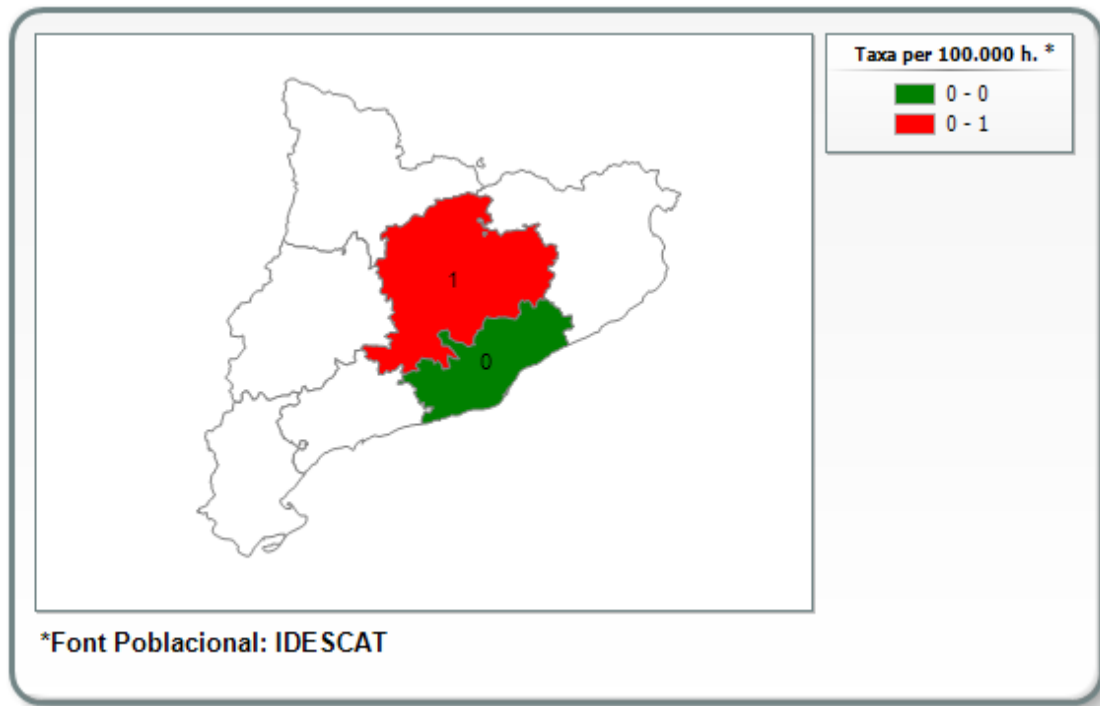 Taxa per 100.000 h. *
0 - 0
0 - 1
1
0
*Font Poblacional: IDESCAT